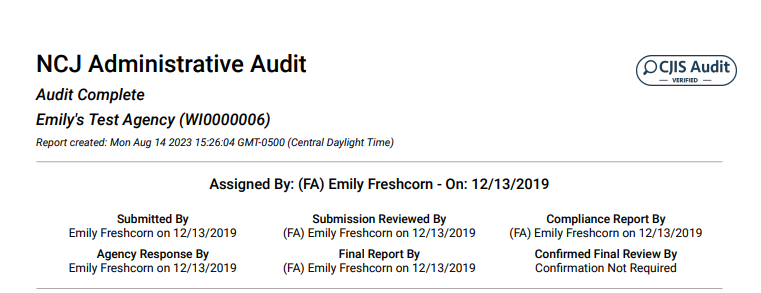 NCJ Administrative Audit
CJIS Audit
VERIFIED
Audit Complete
Emily's Test Agency (WI0000006)
Report created: Mon Aug 14 2023 15:26:04 GMT-0500 (Central Daylight Time)
Assigned By: (FA) Emily Freshcorn - On: 12/13/2019
Submitted By
Emily Freshcorn on 12/13/2019
Submission Reviewed By
(FA) Emily Freshcorn on 12/13/2019
Compliance Report By
(FA) Emily Freshcorn on 12/13/2019
Agency Response By
Emily Freshcorn on 12/13/2019
Final Report By
(FA) Emily Freshcorn on 12/13/2019
Confirmed Final Review By
Confirmation Not Required